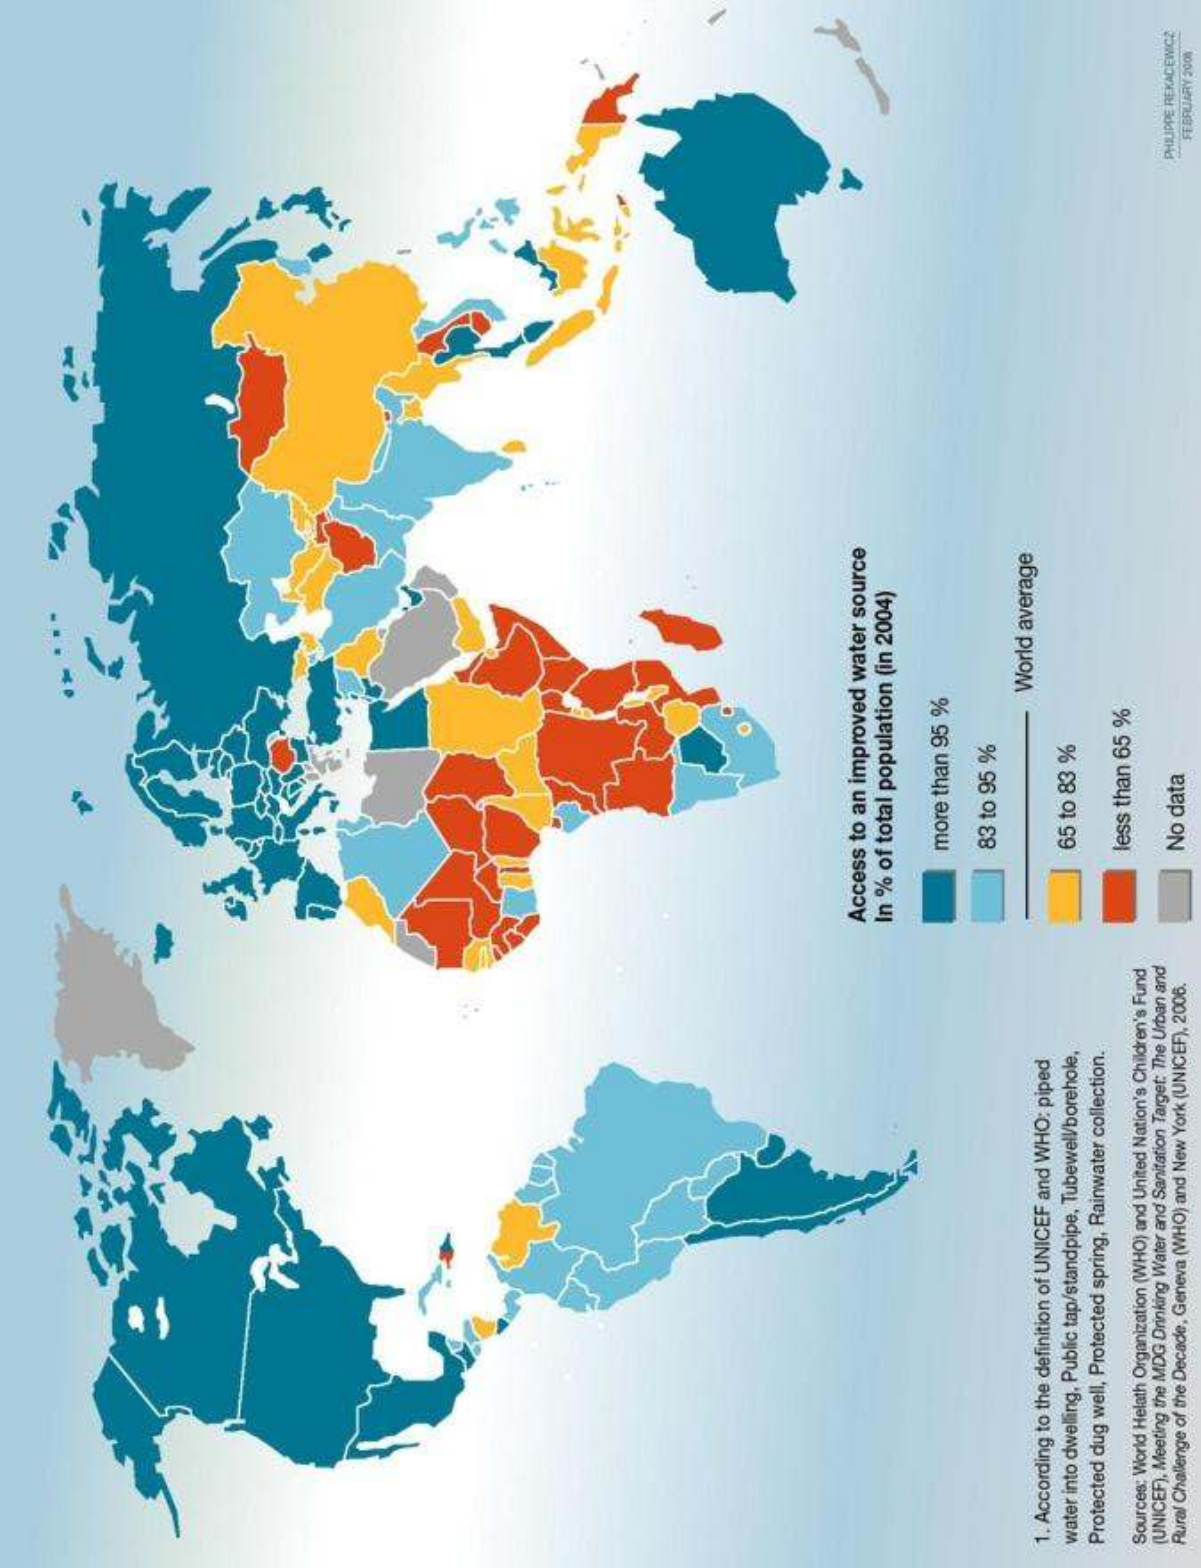 Access to an improved water source
In % of total population (in 2004)
more than 95 %
83 to 95 %
World average
65 to 83 %
less than 65 %
No data
1. According to the definition of UNICEF and WHO: piped
water into dwelling, Public tap/standpipe, Tubewell/borehole,
Protected dug well, Protected spring, Rainwater collection.
Sources: World Helath Organization (WHO) and United Nation's Children's Fund
(UNICEF), Meeting the MDG Drinking Water and Sanitation Target: The Urban and
Rural Challenge of the Decade, Geneva (WHO) and New York (UNICEF), 2006.
PHILIPPE REKACEWICZ
FEBRUARY 2006